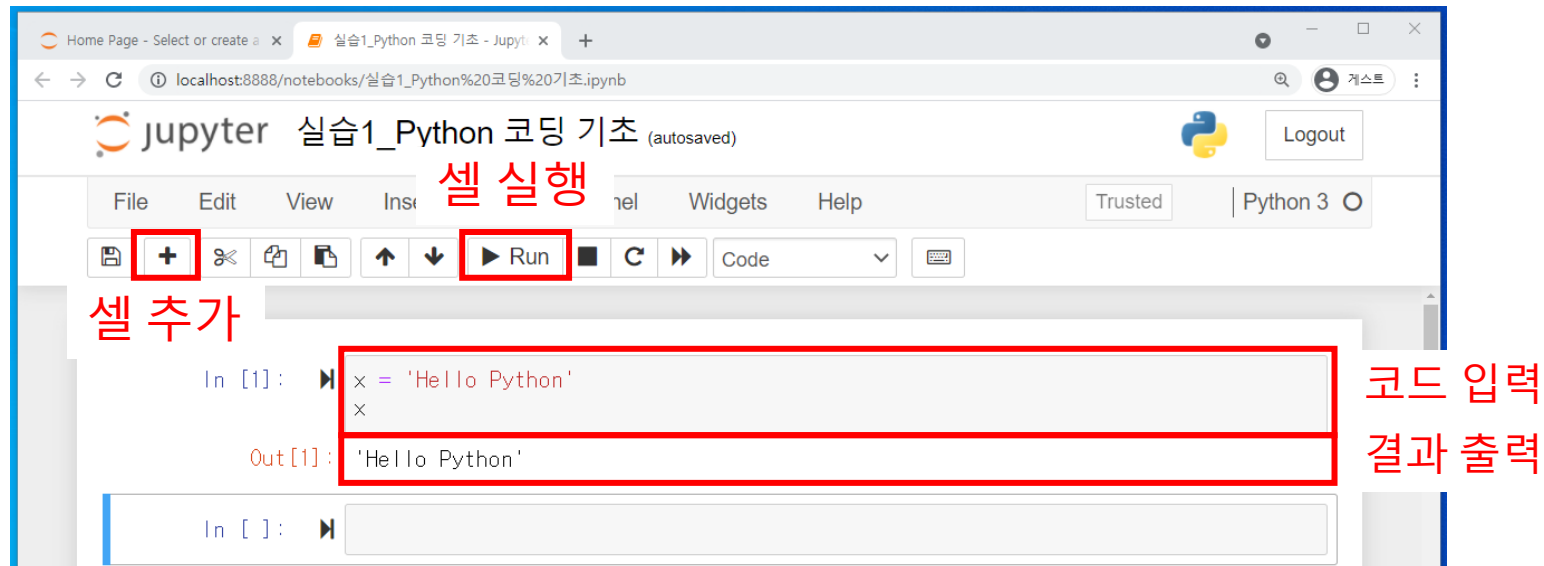 Home Page - Select or create a
실습1_Python 코딩 기초 - Jupyt
localhost:8888/notebooks/실습1_Python%20코딩%20기초.ipynb
게스트
jupyter 실습1_Python 코딩 기초 (autosaved)
Logout
셀 실행
File Edit View Inse nel Widgets Help Trusted Python 3
Run Code
셀 추가
In [1]: x = 'Hello Python'
x
코드 입력
Out[1]: 'Hello Python'
결과 출력
In [ ]: